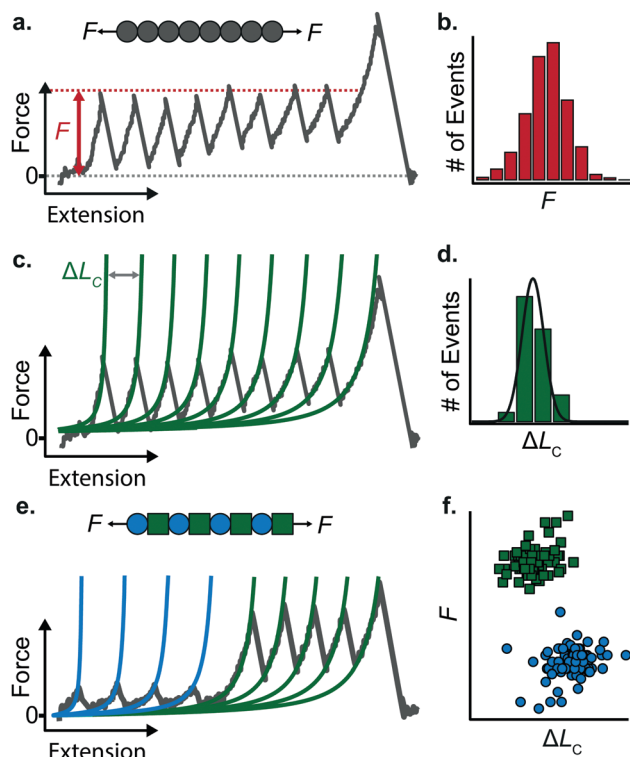 a.
F
F
Force
F
0
Extension
b.
# of Events
F
c.
ΔLC
Force
0
Extension
d.
# of Events
ΔLC
e.
F
F
Force
0
Extension
f.
F
ΔLC